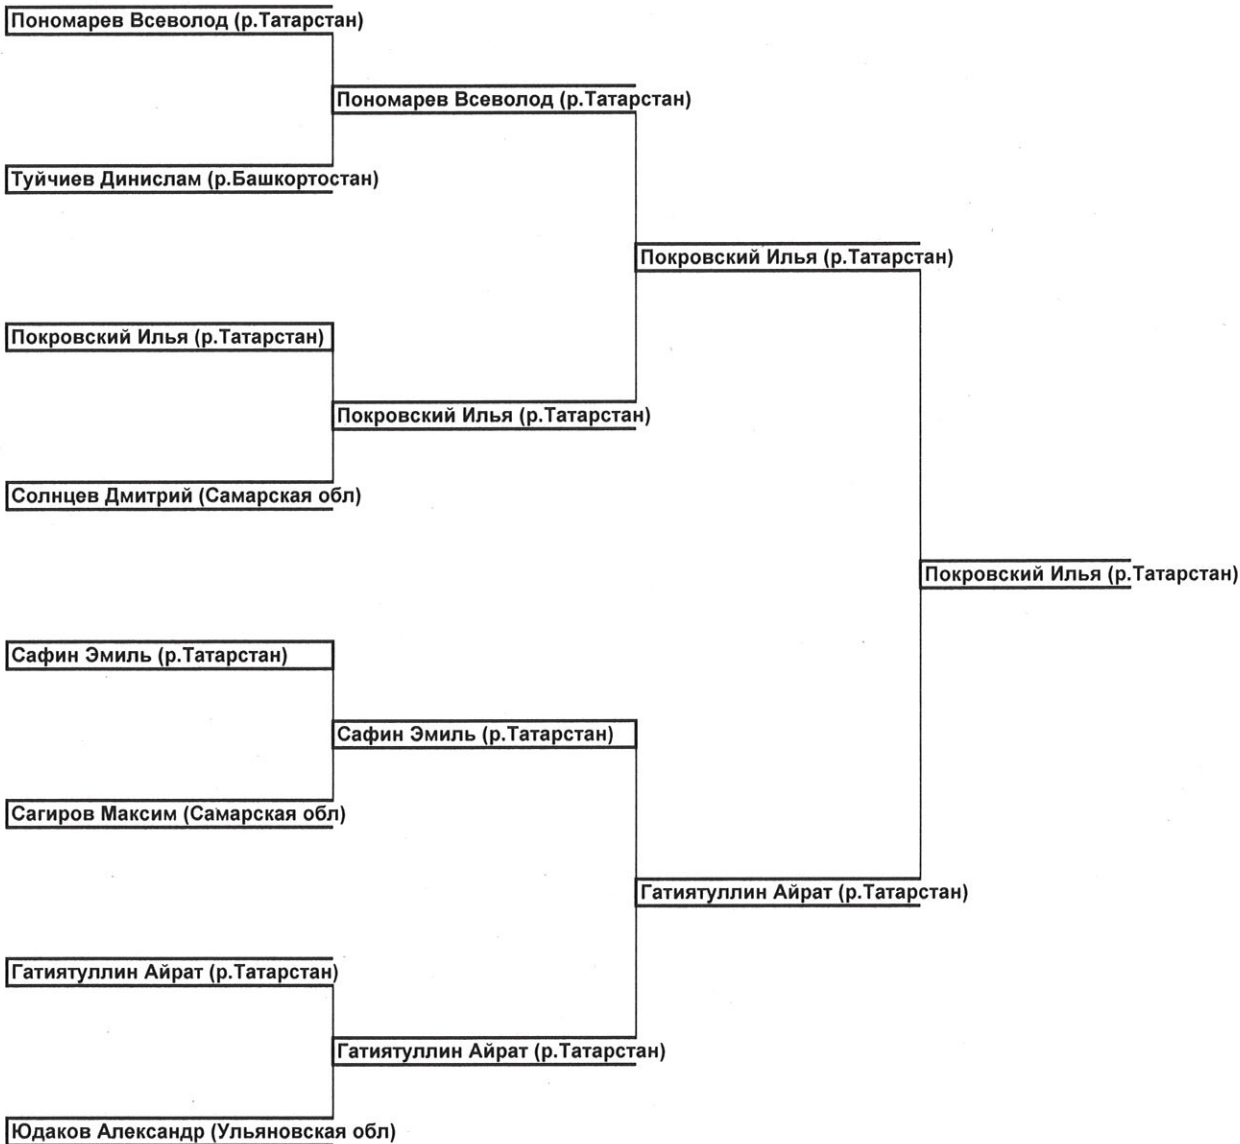 Пономарев Всеволод (р.Татарстан)
Пономарев Всеволод (р.Татарстан)
Туйчиев Динислам (р.Башкортостан)
Покровский Илья (р.Татарстан)
Покровский Илья (р.Татарстан)
Покровский Илья (р.Татарстан)
Солнцев Дмитрий (Самарская обл)
Покровский Илья (р.Татарстан)
Сафин Эмиль (р.Татарстан)
Сафин Эмиль (р.Татарстан)
Сагиров Максим (Самарская обл)
Гатиятуллин Айрат (р.Татарстан)
Гатиятуллин Айрат (р.Татарстан)
Гатиятуллин Айрат (р.Татарстан)
Юдаков Александр (Ульяновская обл)